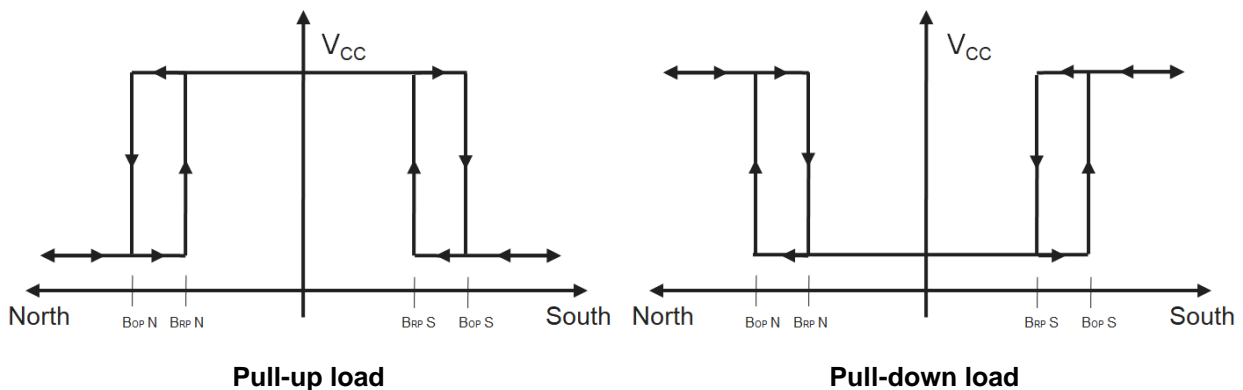 VCC
North
BOP N
BRP N
BRP S
BOP S
South
Pull-up load
VCC
North
BOP N
BRP N
BRP S
BOP S
South
Pull-down load